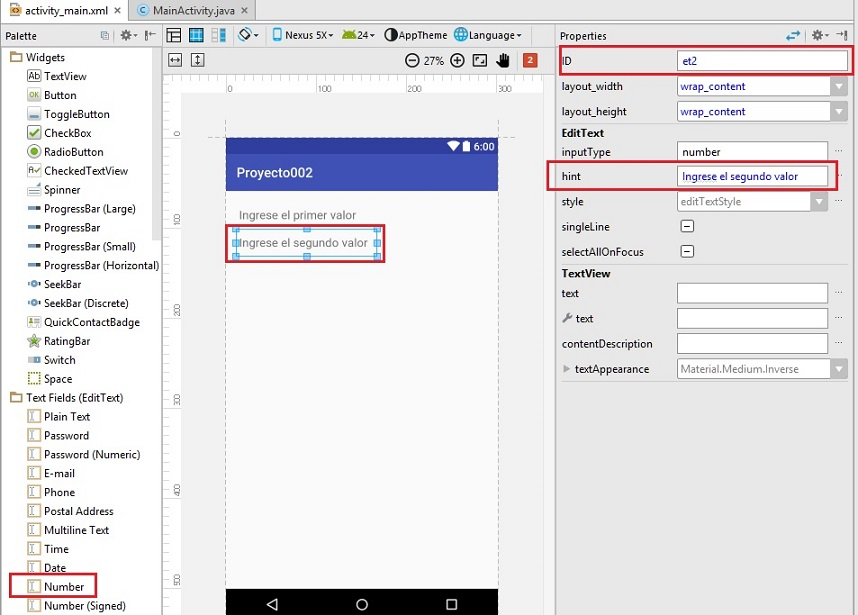 activity_main.xml × MainActivity.java ×
Palette
Nexus 5X 24 AppTheme Language
Properties
Widgets
Ab TextView
OK Button
ToggleButton
CheckBox
RadioButton
CheckedTextView
Spinner
ProgressBar (Large)
ProgressBar
ProgressBar (Small)
ProgressBar (Horizontal)
SeekBar
SeekBar (Discrete)
QuickContactBadge
RatingBar
Switch
Space
Text Fields (EditText)
Plain Text
Password
Password (Numeric)
E-mail
Phone
Postal Address
Multiline Text
Time
Date
Number
Number (Signed)
27% 2
0 100 200 300
0
100
200
300
400
500
6:00
Proyecto002
Ingrese el primer valor
Ingrese el segundo valor
ID et2
layout_width wrap_content
layout_height wrap_content
EditText
inputType number ...
hint Ingrese el segundo valor
style editTextStyle ...
singleLine
selectAllOnFocus
TextView
text ...
text ...
contentDescription ...
textAppearance Material.Medium.Inverse